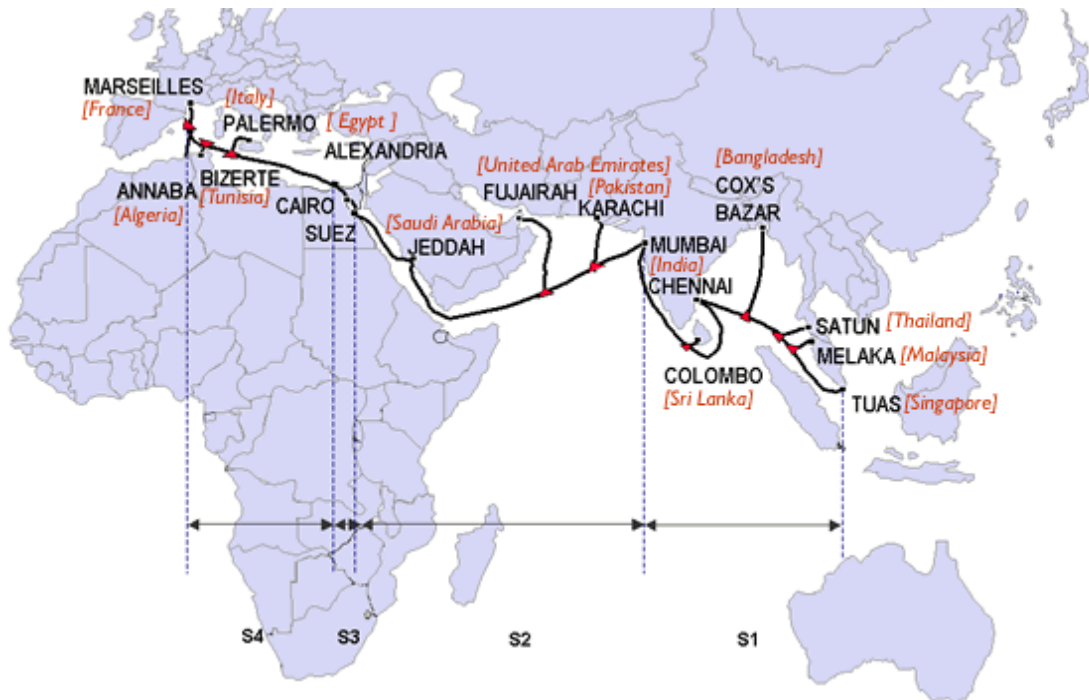 MARSEILLES
[France]
[Italy]
PALERMO
[ Egypt ]
ALEXANDRIA
ANNABA
[Algeria]
BIZERTE
[Tunisia]
CAIRO
SUEZ
[Saudi Arabia]
JEDDAH
[United Arab Emirates]
FUJAIRAH
[Pakistan]
KARACHI
[Bangladesh]
COX'S
BAZAR
MUMBAI
[India]
CHENNAI
COLOMBO
[Sri Lanka]
SATUN [Thailand]
MELAKA [Malaysia]
TUAS [Singapore]
S4
S3
S2
S1